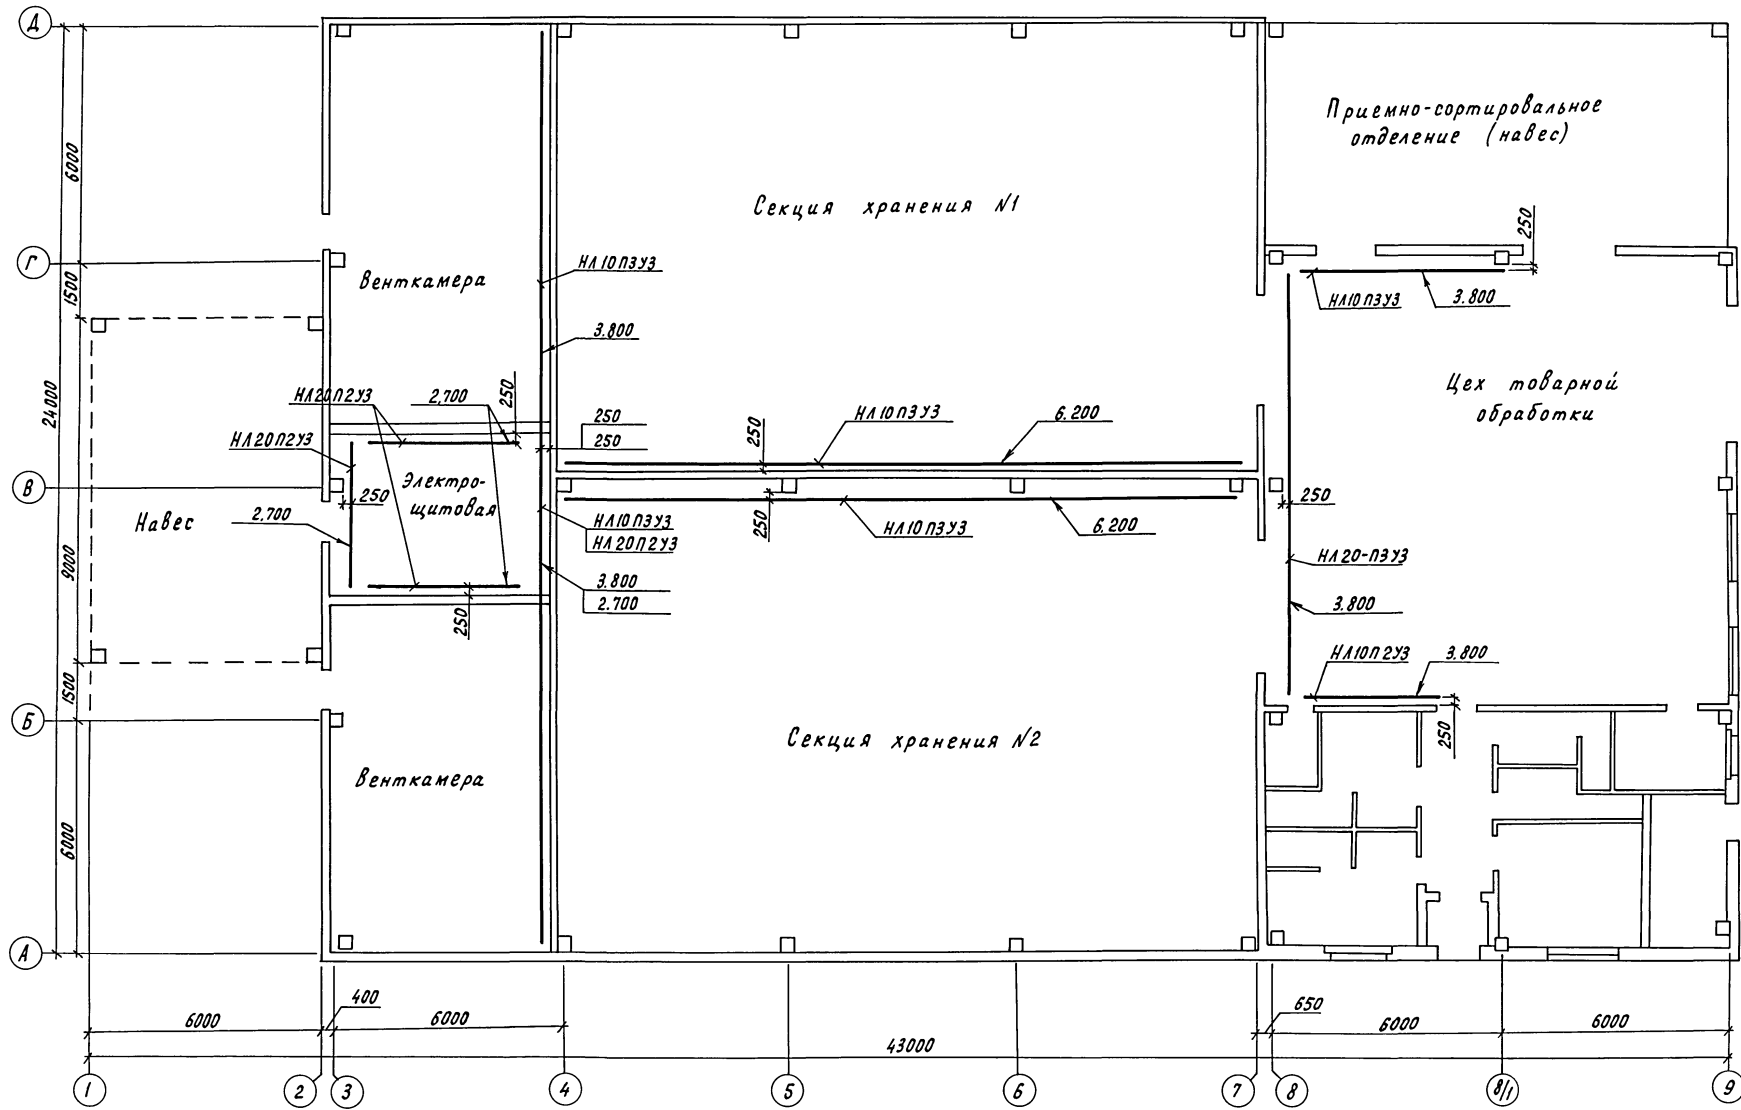 Д
Приемно-сортировальное
отделение (навес)
6000
Секция хранения №1
250
Г
Венткамера
НЛ10П3У3
1500
НЛ10П3У3
3.800
3.800
24000
НЛ20П2У3
2.700
250
Цех товарной
обработки
НЛ20П2У3
250
250
250
НЛ10П3У3
6.200
В
Электро-
щитовая
250
Навес
2.700
250
НЛ10П3У3
6.200
250
НЛ10П3У3
НЛ20П2У3
9000
НЛ20-П3У3
3.800
2.700
3.800
250
НЛ10П2У3
3.800
1500
Б
250
Секция хранения №2
Венткамера
6000
А
400
650
6000
6000
6000
6000
43000
1
2
3
4
5
6
7
8
8/1
9